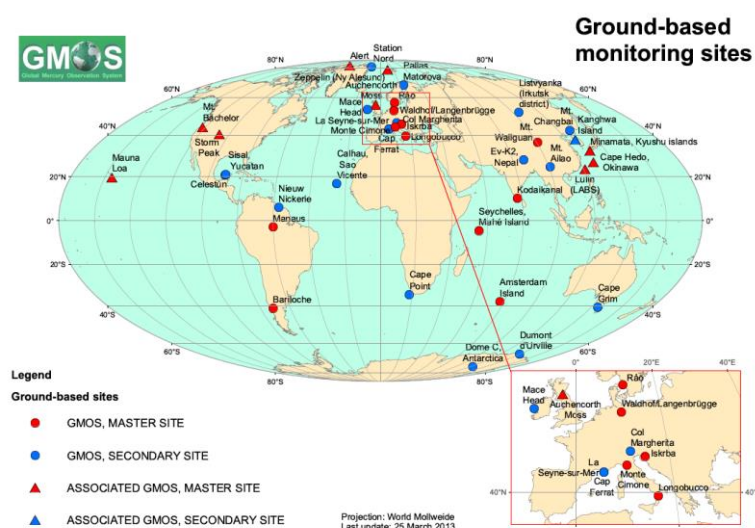 Ground-based
monitoring sites
GMOS
Global Mercury Observation System
Alert
Station
Nord
Pallas
Matorova
Zeppelin (Ny Alesund)
Auchencorth
Moss
Råo
Mace
Head
Waldhof/Langenbrügge
La Seyne-sur-Mer
Col Margherita
Monte Cimone
Iskrba
Longobucco
Cap
Ferrat
Mt.
Bachelor
Storm
Peak
Sisal,
Yucatan
Celestún
Mauna
Loa
Calhau,
Sao
Vicente
Nieuw
Nickerie
Manaus
Bariloche
Listvyanka
(Irkutsk
district)
Mt.
Changbai
Kanghwa
Island
Mt.
Waliguan
Minamata, Kyushu islands
Ev-K2,
Nepal
Mt.
Ailao
Cape Hedo,
Okinawa
Lulin
(LABS)
Kodaikanal
Seychelles,
Mahé Island
Cape
Point
Amsterdam
Island
Cape
Grim
Dome C,
Antarctica
Dumont
d'Urville
80°N
80°N
60°N
60°N
40°N
40°N
20°N
20°N
0°
0°
20°S
20°S
40°S
40°S
60°S
60°S
80°S
80°S
Legend
Ground-based sites
GMOS, MASTER SITE
GMOS, SECONDARY SITE
ASSOCIATED GMOS, MASTER SITE
ASSOCIATED GMOS, SECONDARY SITE
Projection: World Mollweide
Last update: 25 March 2013
0°
20°E
Råo
Mace
Head
Auchencorth
Moss
Waldhof/Langenbrügge
Col
Margherita
Iskrba
La
Seyne-sur-Mer
Cap
Ferrat
Monte
Cimone
Longobucco
40°N
40°N
0°
20°E